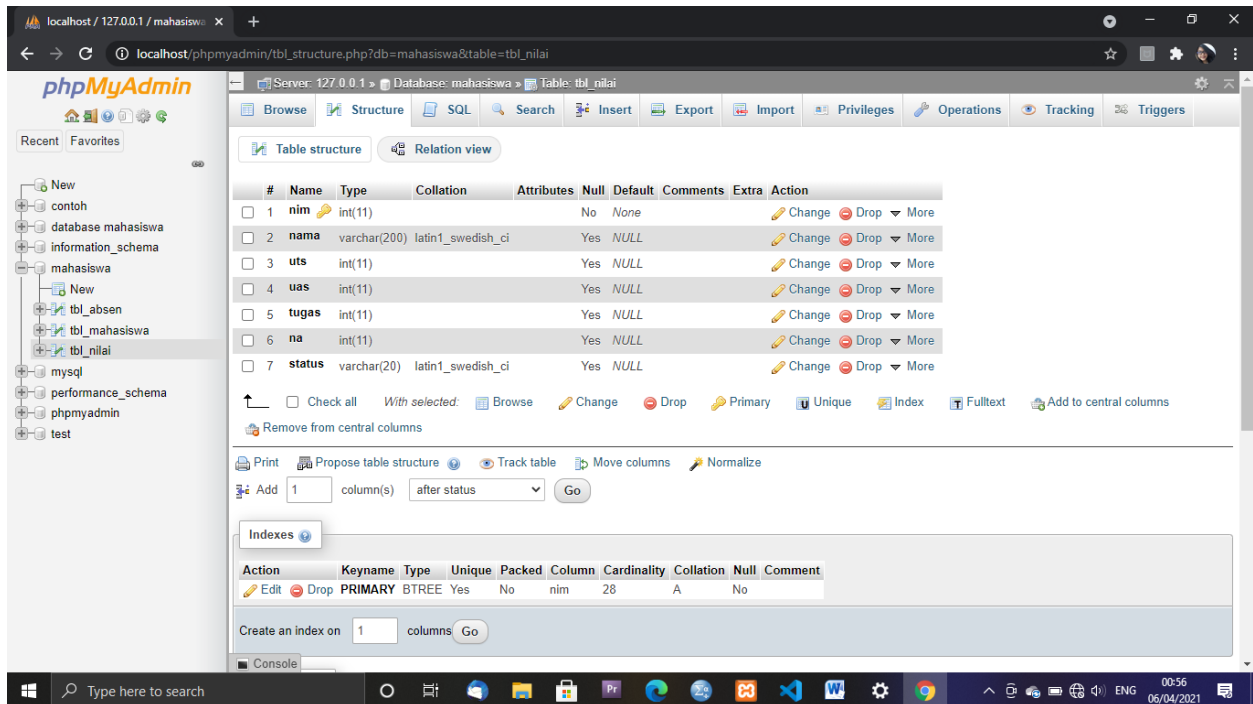 localhost / 127.0.0.1 / mahasiswa
localhost/phpmyadmin/tbl_structure.php?db=mahasiswa&table=tbl_nilai
phpMyAdmin
Recent Favorites
New
contoh
database mahasiswa
information_schema
mahasiswa
New
tbl_absen
tbl_mahasiswa
tbl_nilai
mysql
performance_schema
phpmyadmin
test
Server: 127.0.0.1 » Database: mahasiswa » Table: tbl_nilai
Browse Structure SQL Search Insert Export Import Privileges Operations Tracking Triggers
Table structure Relation view
# Name Type Collation Attributes Null Default Comments Extra Action
1 nim int(11) No None Change Drop More
2 nama varchar(200) latin1_swedish_ci Yes NULL Change Drop More
3 uts int(11) Yes NULL Change Drop More
4 uas int(11) Yes NULL Change Drop More
5 tugas int(11) Yes NULL Change Drop More
6 na int(11) Yes NULL Change Drop More
7 status varchar(20) latin1_swedish_ci Yes NULL Change Drop More
Check all With selected: Browse Change Drop Primary Unique Index Fulltext Add to central columns
Remove from central columns
Print Propose table structure Track table Move columns Normalize
Add 1 column(s) after status Go
Indexes
Action Keyname Type Unique Packed Column Cardinality Collation Null Comment
Edit Drop PRIMARY BTREE Yes No nim 28 A No
Create an index on 1 columns Go
Console
Type here to search
Pr
ENG
00:56
06/04/2021